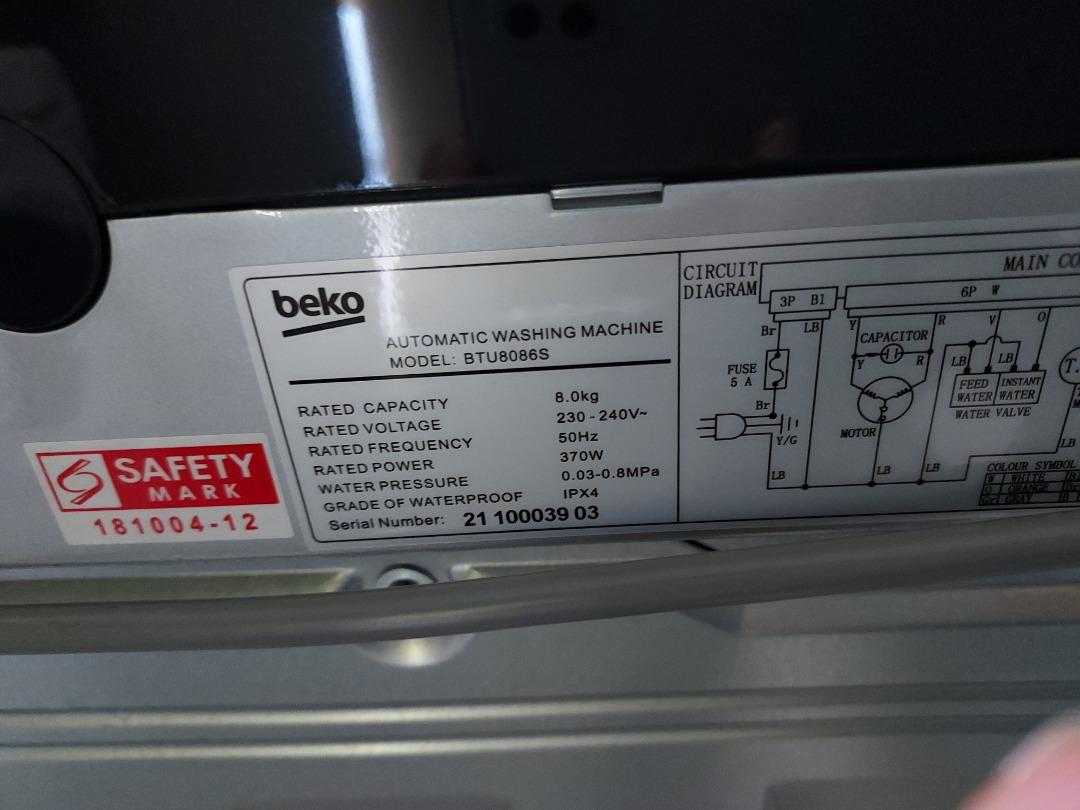 beko
AUTOMATIC WASHING MACHINE
MODEL: BTU8086S
RATED CAPACITY 8.0kg
RATED VOLTAGE 230-240V~
RATED FREQUENCY 50Hz
RATED POWER 370W
WATER PRESSURE 0.03-0.8MPa
GRADE OF WATERPROOF IPX4
Serial Number: 21 100039 03
SAFETY
MARK
181004-12
CIRCUIT
DIAGRAM
MAIN CO
3P B1
6P W
Br LB Y R V O
CAPACITOR
Y R
LB LB
FUSE
5 A
FEED
WATER
INSTANT
WATER
WATER VALVE
T.
Br
Y/G
MOTOR
LB LB LB LB
COLOUR SYMBOL
W WHITE
O ORANGE
Gr GRAY B